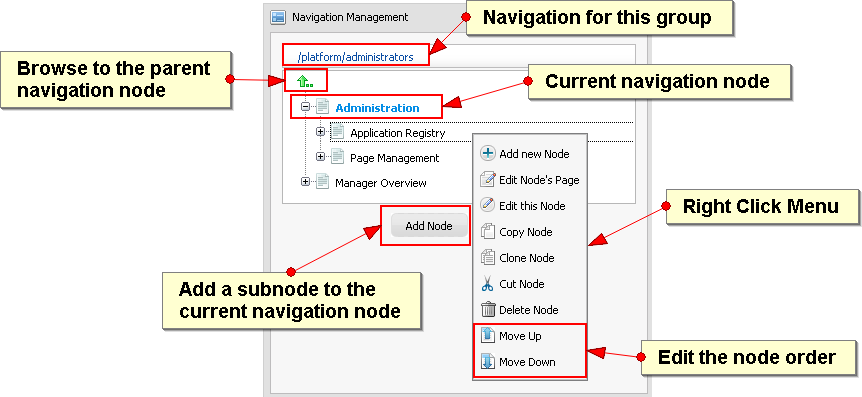 Navigation Management
Navigation for this group
/platform/administrators
Browse to the parent
navigation node
Current navigation node
Administration
Application Registry
Page Management
Manager Overview
Add new Node
Edit Node's Page
Edit this Node
Copy Node
Clone Node
Cut Node
Delete Node
Move Up
Move Down
Right Click Menu
Add Node
Add a subnode to the
current navigation node
Edit the node order